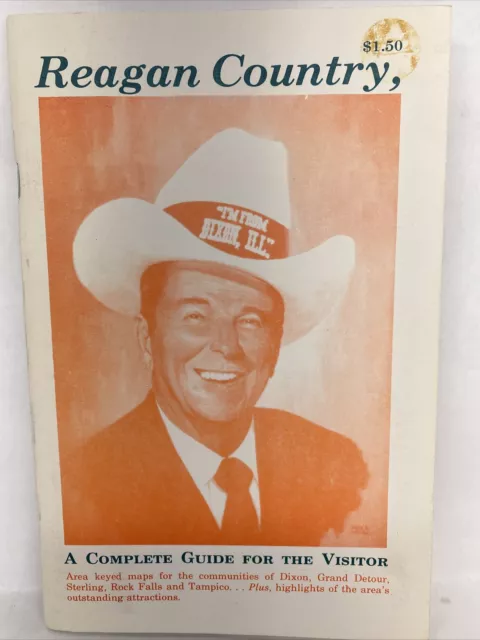 $1.50
Reagan Country,
"I'M FROM
DIXON, ILL."
A Complete Guide for the Visitor
Area keyed maps for the communities of Dixon, Grand Detour,
Sterling, Rock Falls and Tampico. . . Plus, highlights of the area's
outstanding attractions.